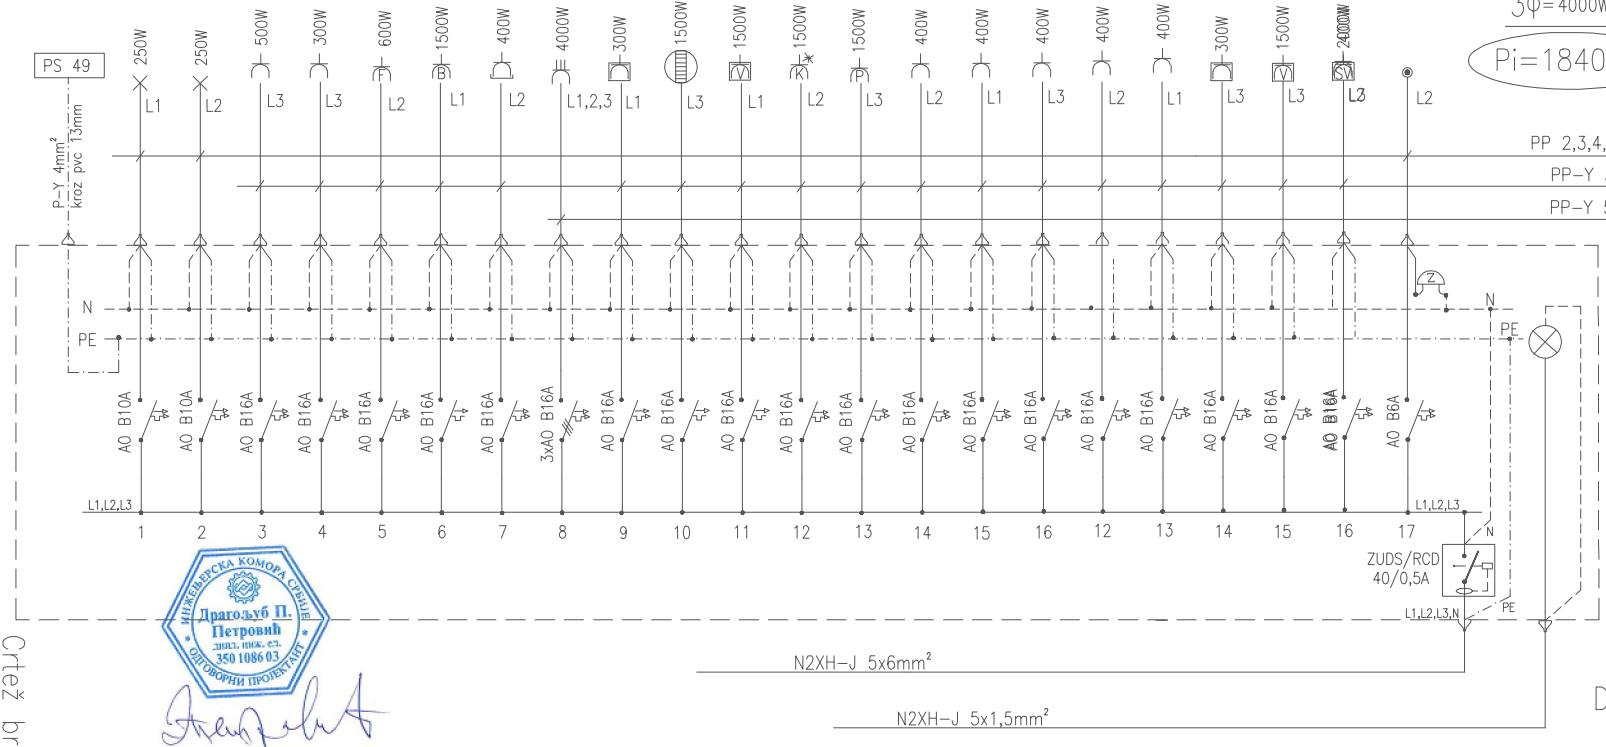 3φ=4000W
Pi=1840
PS 49
250W
250W
500W
300W
600W
1500W
400W
4000W
300W
1500W
1500W
1500W
1500W
400W
400W
400W
400W
400W
300W
1500W
F
B
V
K
P
V
SV
L1
L2
L3
L3
L2
L1
L2
L1,2,3
L1
L3
L1
L2
L3
L2
L1
L3
L2
L1
L3
L3
L2
P-Y 4mm²
kroz pvc 13mm
PP 2,3,4,
PP-Y
PP-Y 5
N
PE
Z
N
PE
AO B10A
AO B10A
AO B16A
AO B16A
AO B16A
AO B16A
AO B16A
3xAO B16A
AO B16A
AO B16A
AO B16A
AO B16A
AO B16A
AO B16A
AO B16A
AO B16A
AO B16A
AO B16A
AO B16A
AO B16A
AO B16A
AO B6A
L1,L2,L3
L1,L2,L3
1 2 3 4 5 6 7 8 9 10 11 12 13 14 15 16 12 13 14 15 16 17
N
ZUDS/RCD
40/0,5A
L1,L2,L3,N
PE
N2XH-J 5x6mm²
N2XH-J 5x1,5mm²
ИНЖЕЊЕРСКА КОМОРА СРБИЈЕ
Драгољуб П.
Петровић
дипл. инж. ел.
350 1086 03
ОДГОВОРНИ ПРОЈЕКТАНТ
Crtež br
D